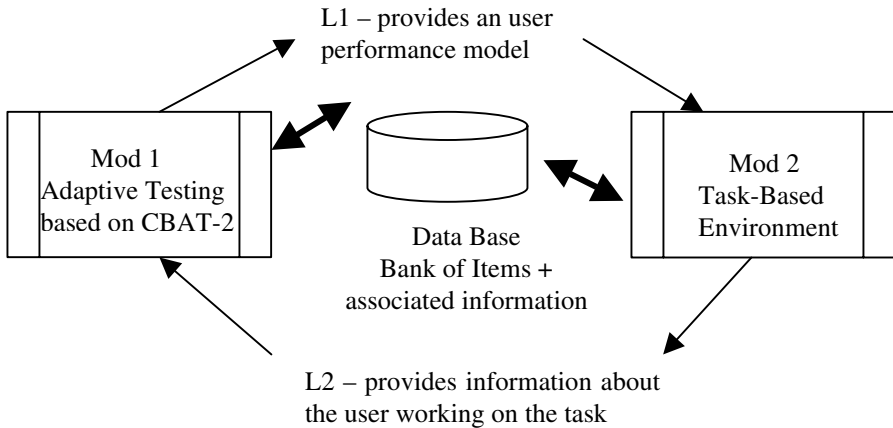 L1 – provides an user
performance model
Mod 1
Adaptive Testing
based on CBAT-2
Mod 2
Task-Based
Environment
Data Base
Bank of Items +
associated information
L2 – provides information about
the user working on the task